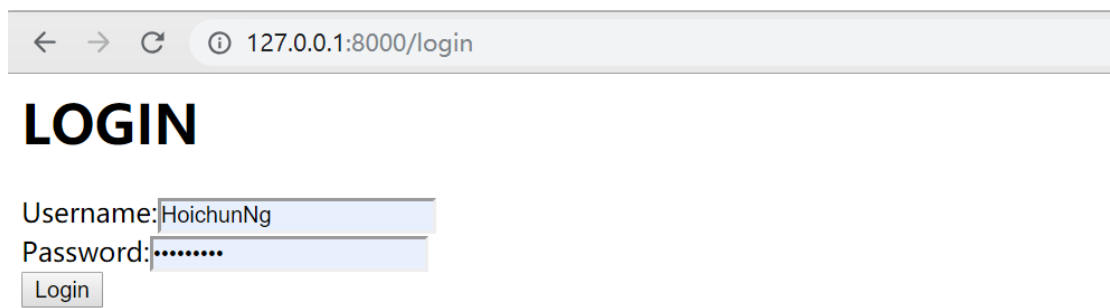 127.0.0.1:8000/login
LOGIN
Username:HoichunNg
Password:•••••••••
Login